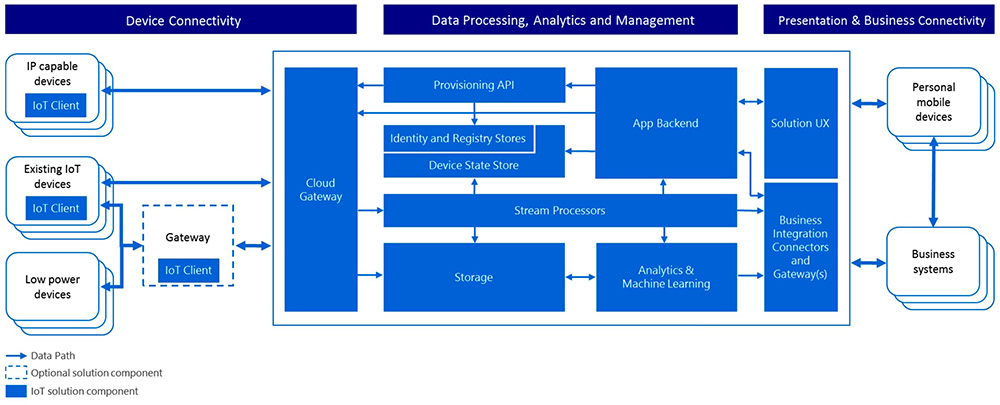 Device Connectivity
Data Processing, Analytics and Management
Presentation & Business Connectivity
IP capable
devices
IoT Client
Existing IoT
devices
IoT Client
Low power
devices
Gateway
IoT Client
Cloud
Gateway
Provisioning API
Identity and Registry Stores
Device State Store
Stream Processors
Storage
App Backend
Analytics &
Machine Learning
Solution UX
Business
Integration
Connectors
and
Gateway(s)
Personal
mobile
devices
Business
systems
Data Path
Optional solution component
IoT solution component